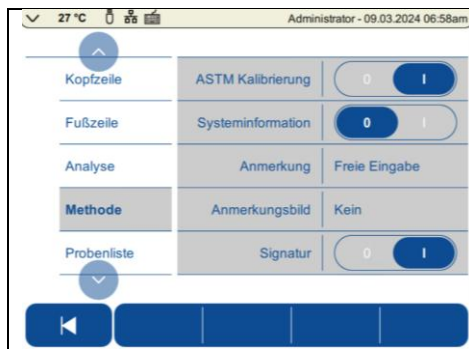 27 °C Administrator - 09.03.2024 06:58am
Kopfzeile ASTM Kalibrierung 0 I
Fußzeile Systeminformation 0 I
Analyse Anmerkung Freie Eingabe
Methode Anmerkungsbild Kein
Probenliste Signatur 0 I